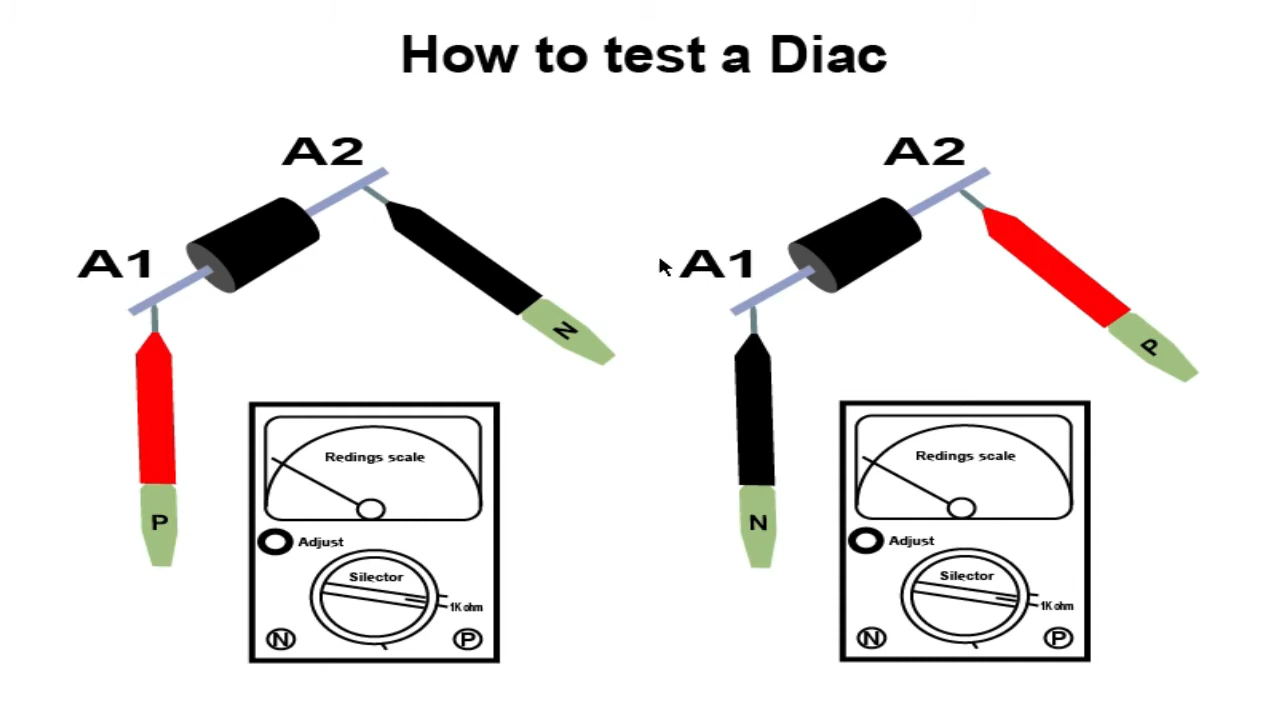 How to test a Diac
A2
A1
N
P
Redings scale
Adjust
Silector
1K ohm
N P
A2
A1
P
N
Redings scale
Adjust
Silector
1K ohm
N P